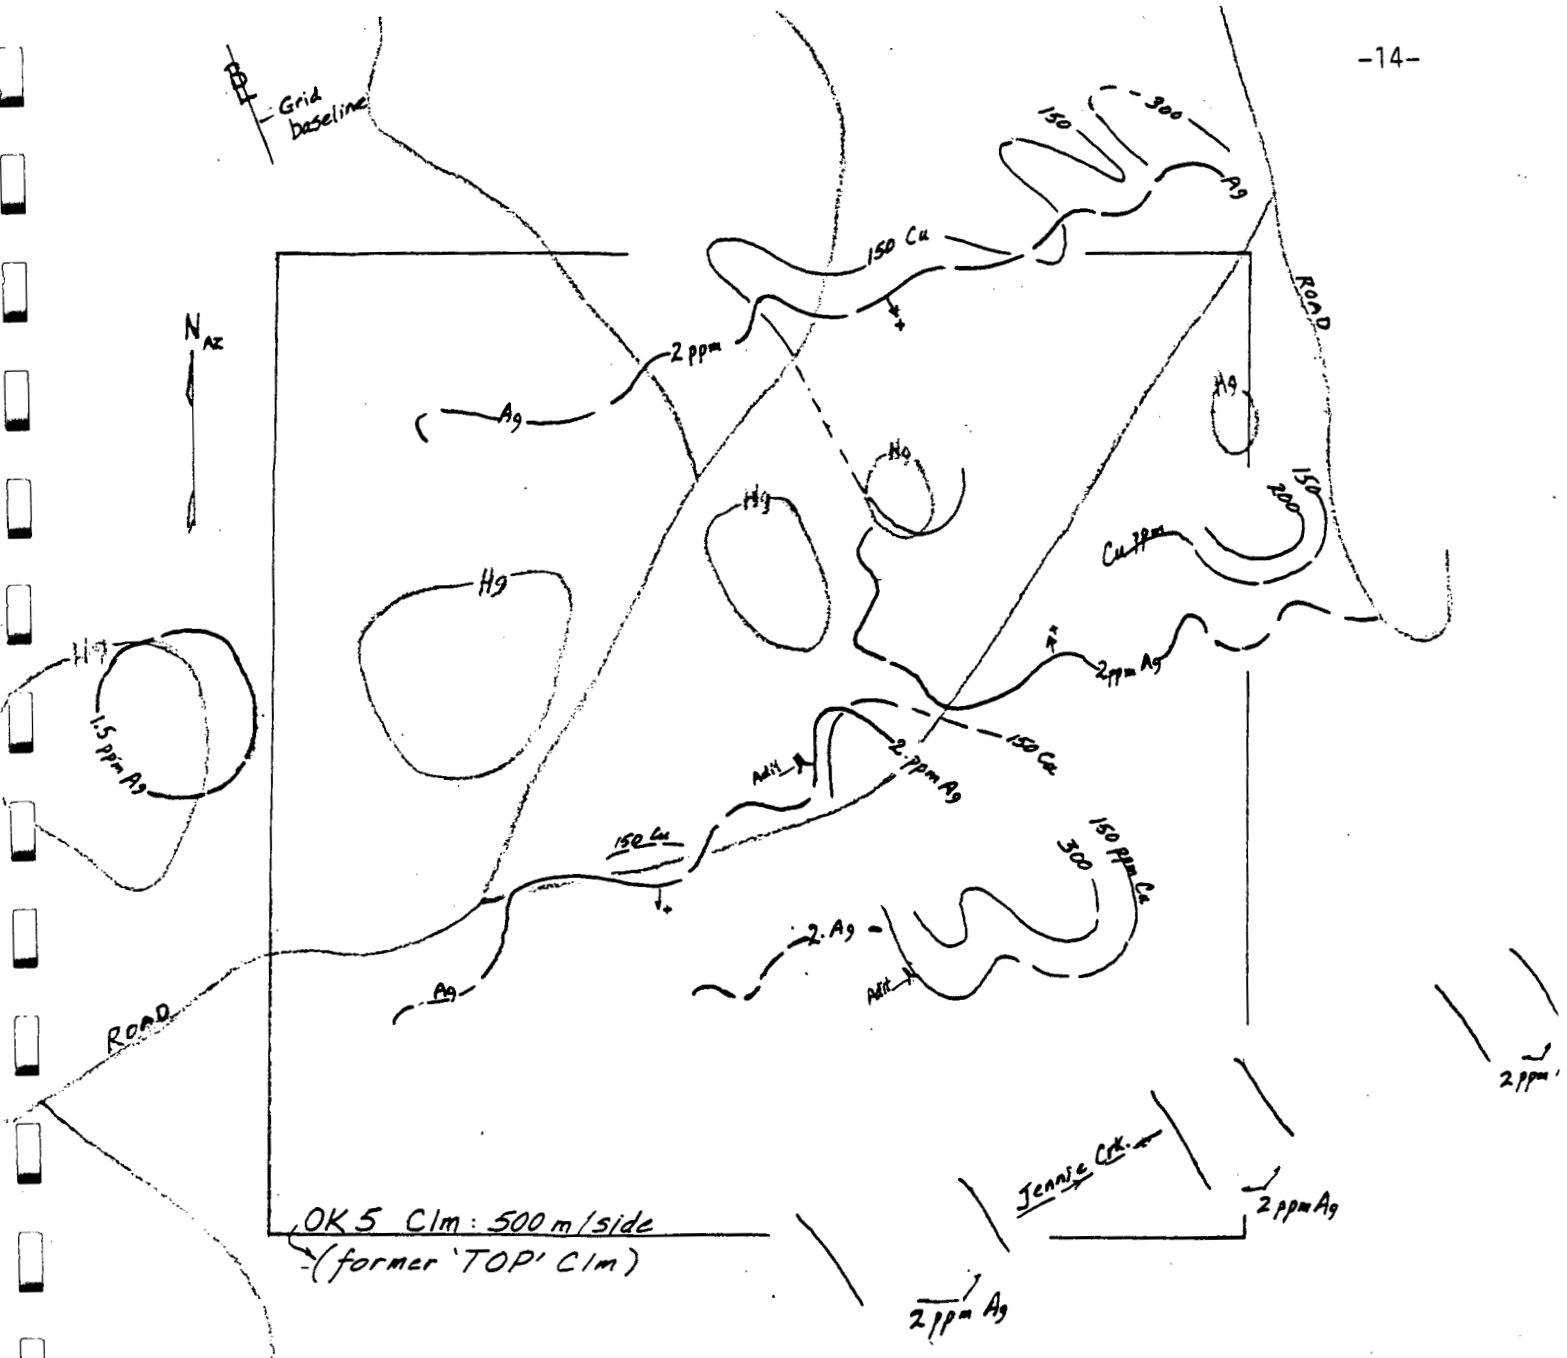 -14-
BL
Grid
baseline
300
150
Ag
150 Cu
ROAD
N AZ
2 ppm
Ag
Hg
Hg
Hg
150
200
Cu ppm
Hg
Hg
2ppm Ag
1.5 ppm Ag
150 Cu
2. ppm Ag
Adit
150 Cu
150 ppm Cu
300
2. Ag
Adit
Ag
ROAD
2 ppm
Jennie Crk.
2 ppm Ag
OK 5 Clm: 500 m/side
(former 'TOP' Clm)
2 ppm Ag